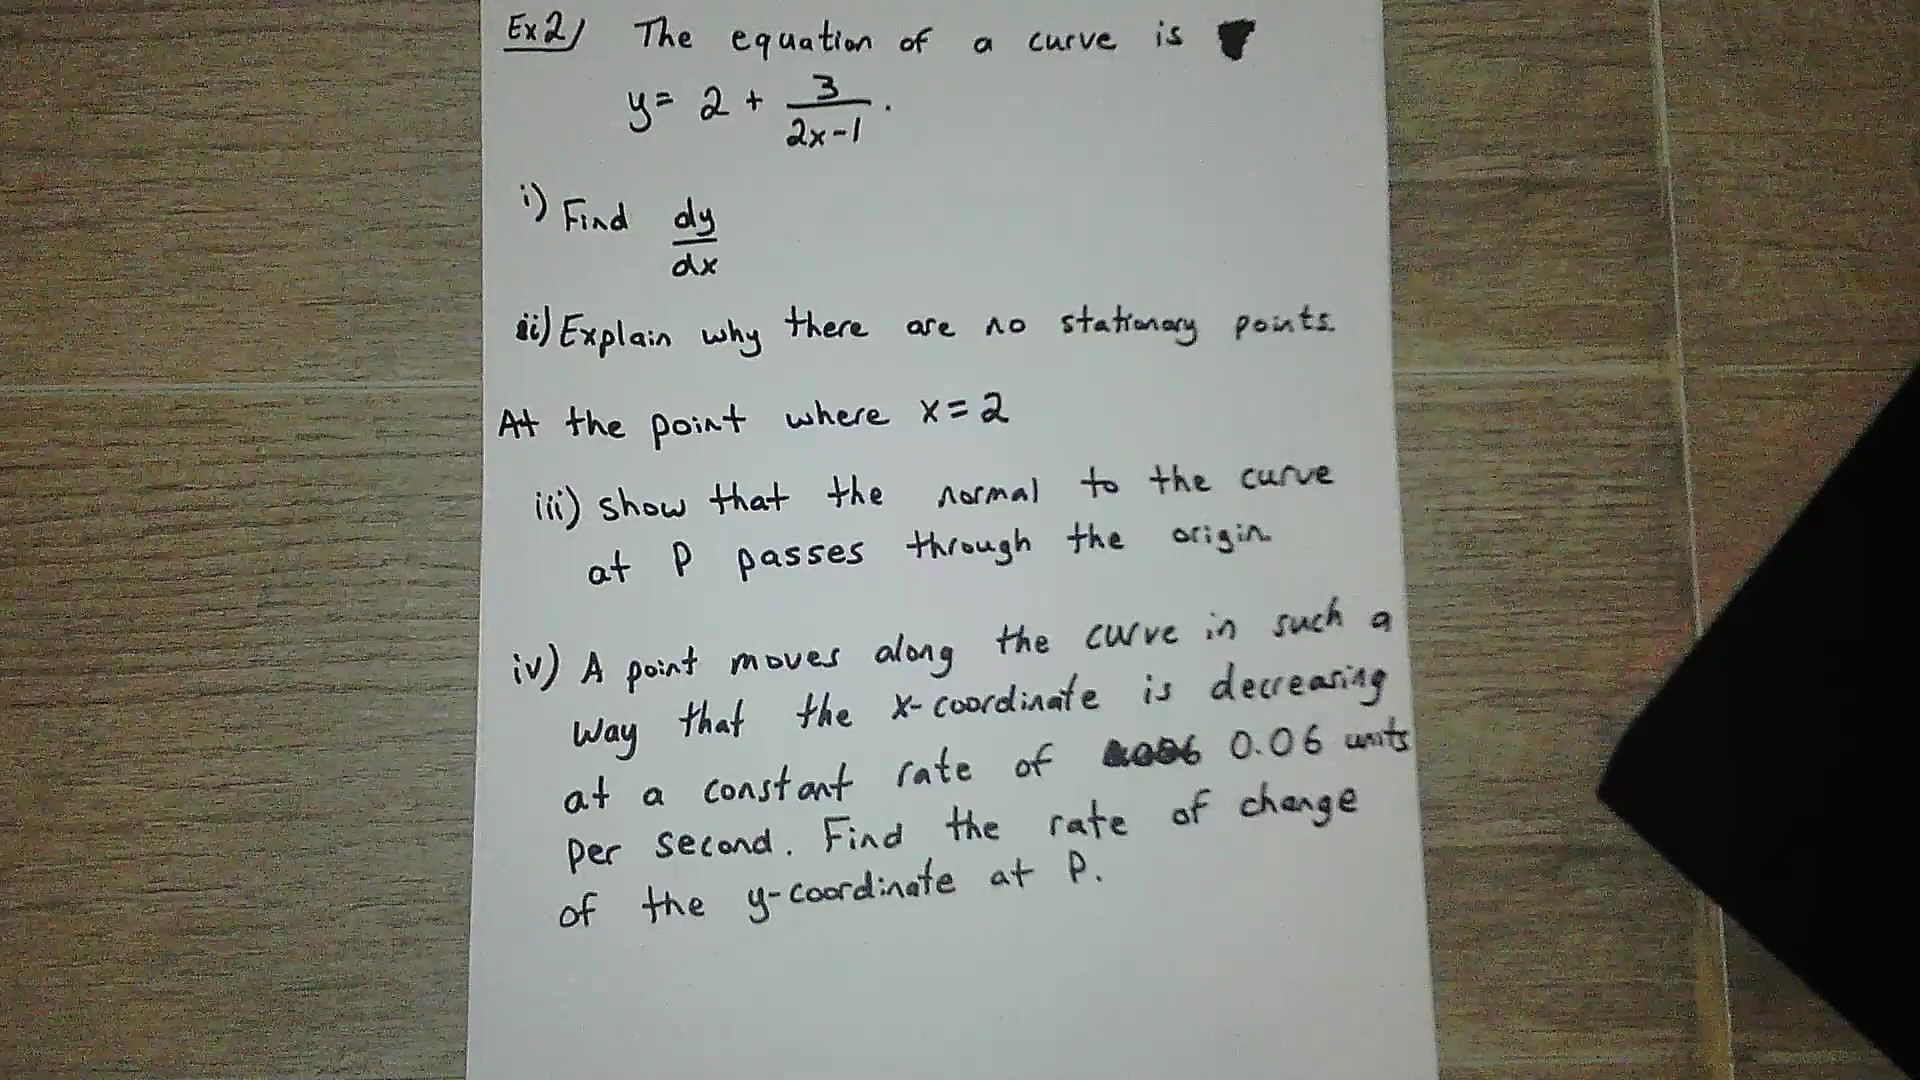 Ex2/ The equation of a curve is
y = 2 + 3/(2x-1).
i) Find dy/dx
ii) Explain why there are no stationary points.
At the point where x = 2
iii) show that the normal to the curve
at P passes through the origin.
iv) A point moves along the curve in such a
way that the x-coordinate is decreasing
at a constant rate of 0.06 units
per second. Find the rate of change
of the y-coordinate at P.